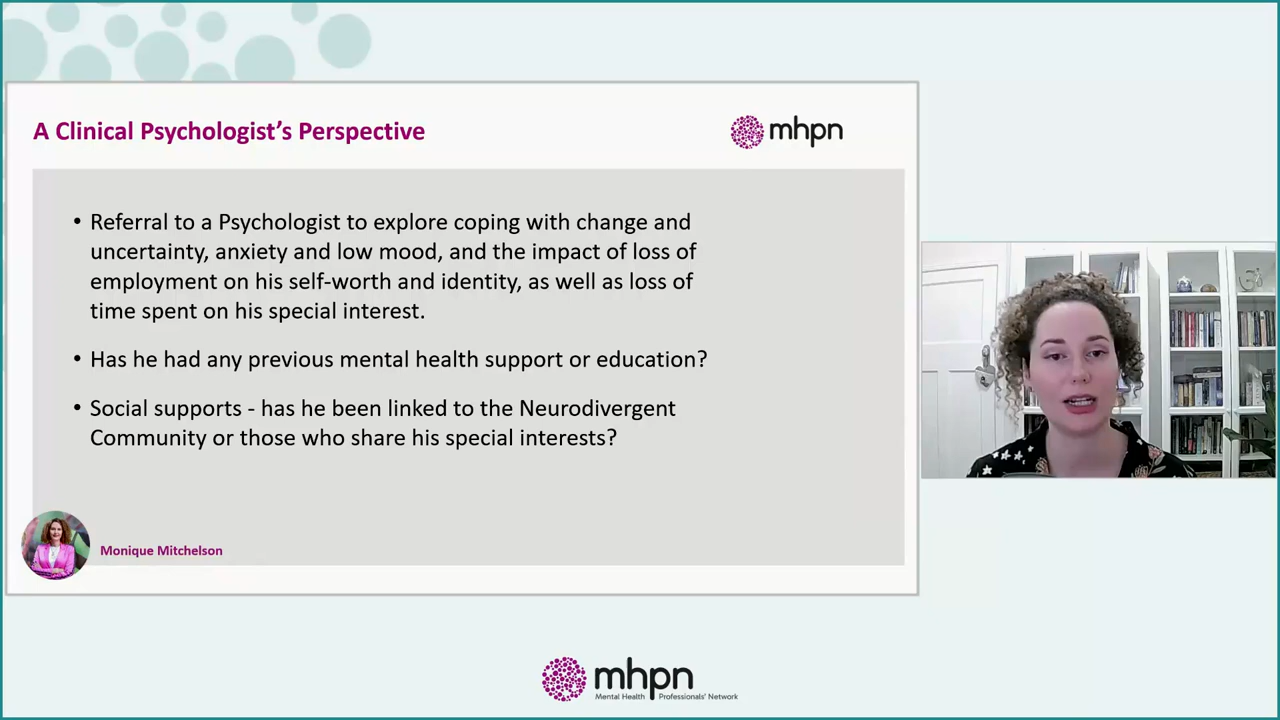 A Clinical Psychologist's Perspective
mhpn
• Referral to a Psychologist to explore coping with change and
uncertainty, anxiety and low mood, and the impact of loss of
employment on his self-worth and identity, as well as loss of
time spent on his special interest.
• Has he had any previous mental health support or education?
• Social supports - has he been linked to the Neurodivergent
Community or those who share his special interests?
Monique Mitchelson
mhpn
Mental Health Professionals' Network